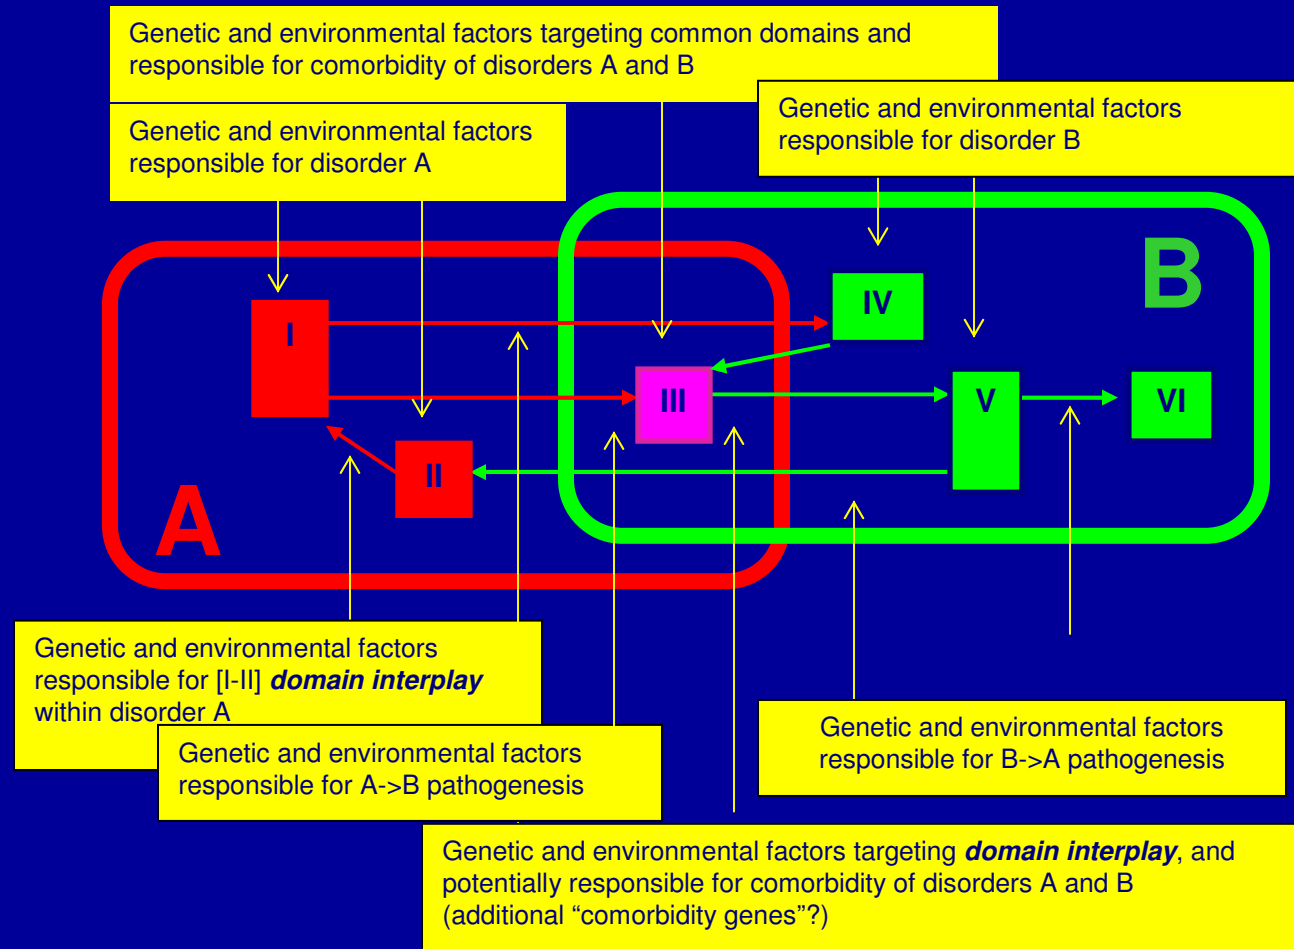 Genetic and environmental factors targeting common domains and
responsible for comorbidity of disorders A and B
Genetic and environmental factors
responsible for disorder B
Genetic and environmental factors
responsible for disorder A
B
IV
I
III
V
VI
II
A
Genetic and environmental factors
responsible for [I-II] domain interplay
within disorder A
Genetic and environmental factors
responsible for A->B pathogenesis
Genetic and environmental factors
responsible for B->A pathogenesis
Genetic and environmental factors targeting domain interplay, and
potentially responsible for comorbidity of disorders A and B
(additional “comorbidity genes”?)